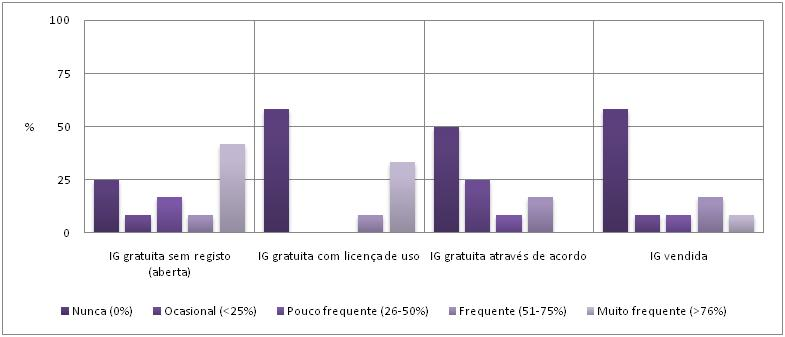 100
75
%
50
25
0
IG gratuita sem registo (aberta)
IG gratuita com licença de uso
IG gratuita através de acordo
IG vendida
Nunca (0%)
Ocasional (<25%)
Pouco frequente (26-50%)
Frequente (51-75%)
Muito frequente (>76%)